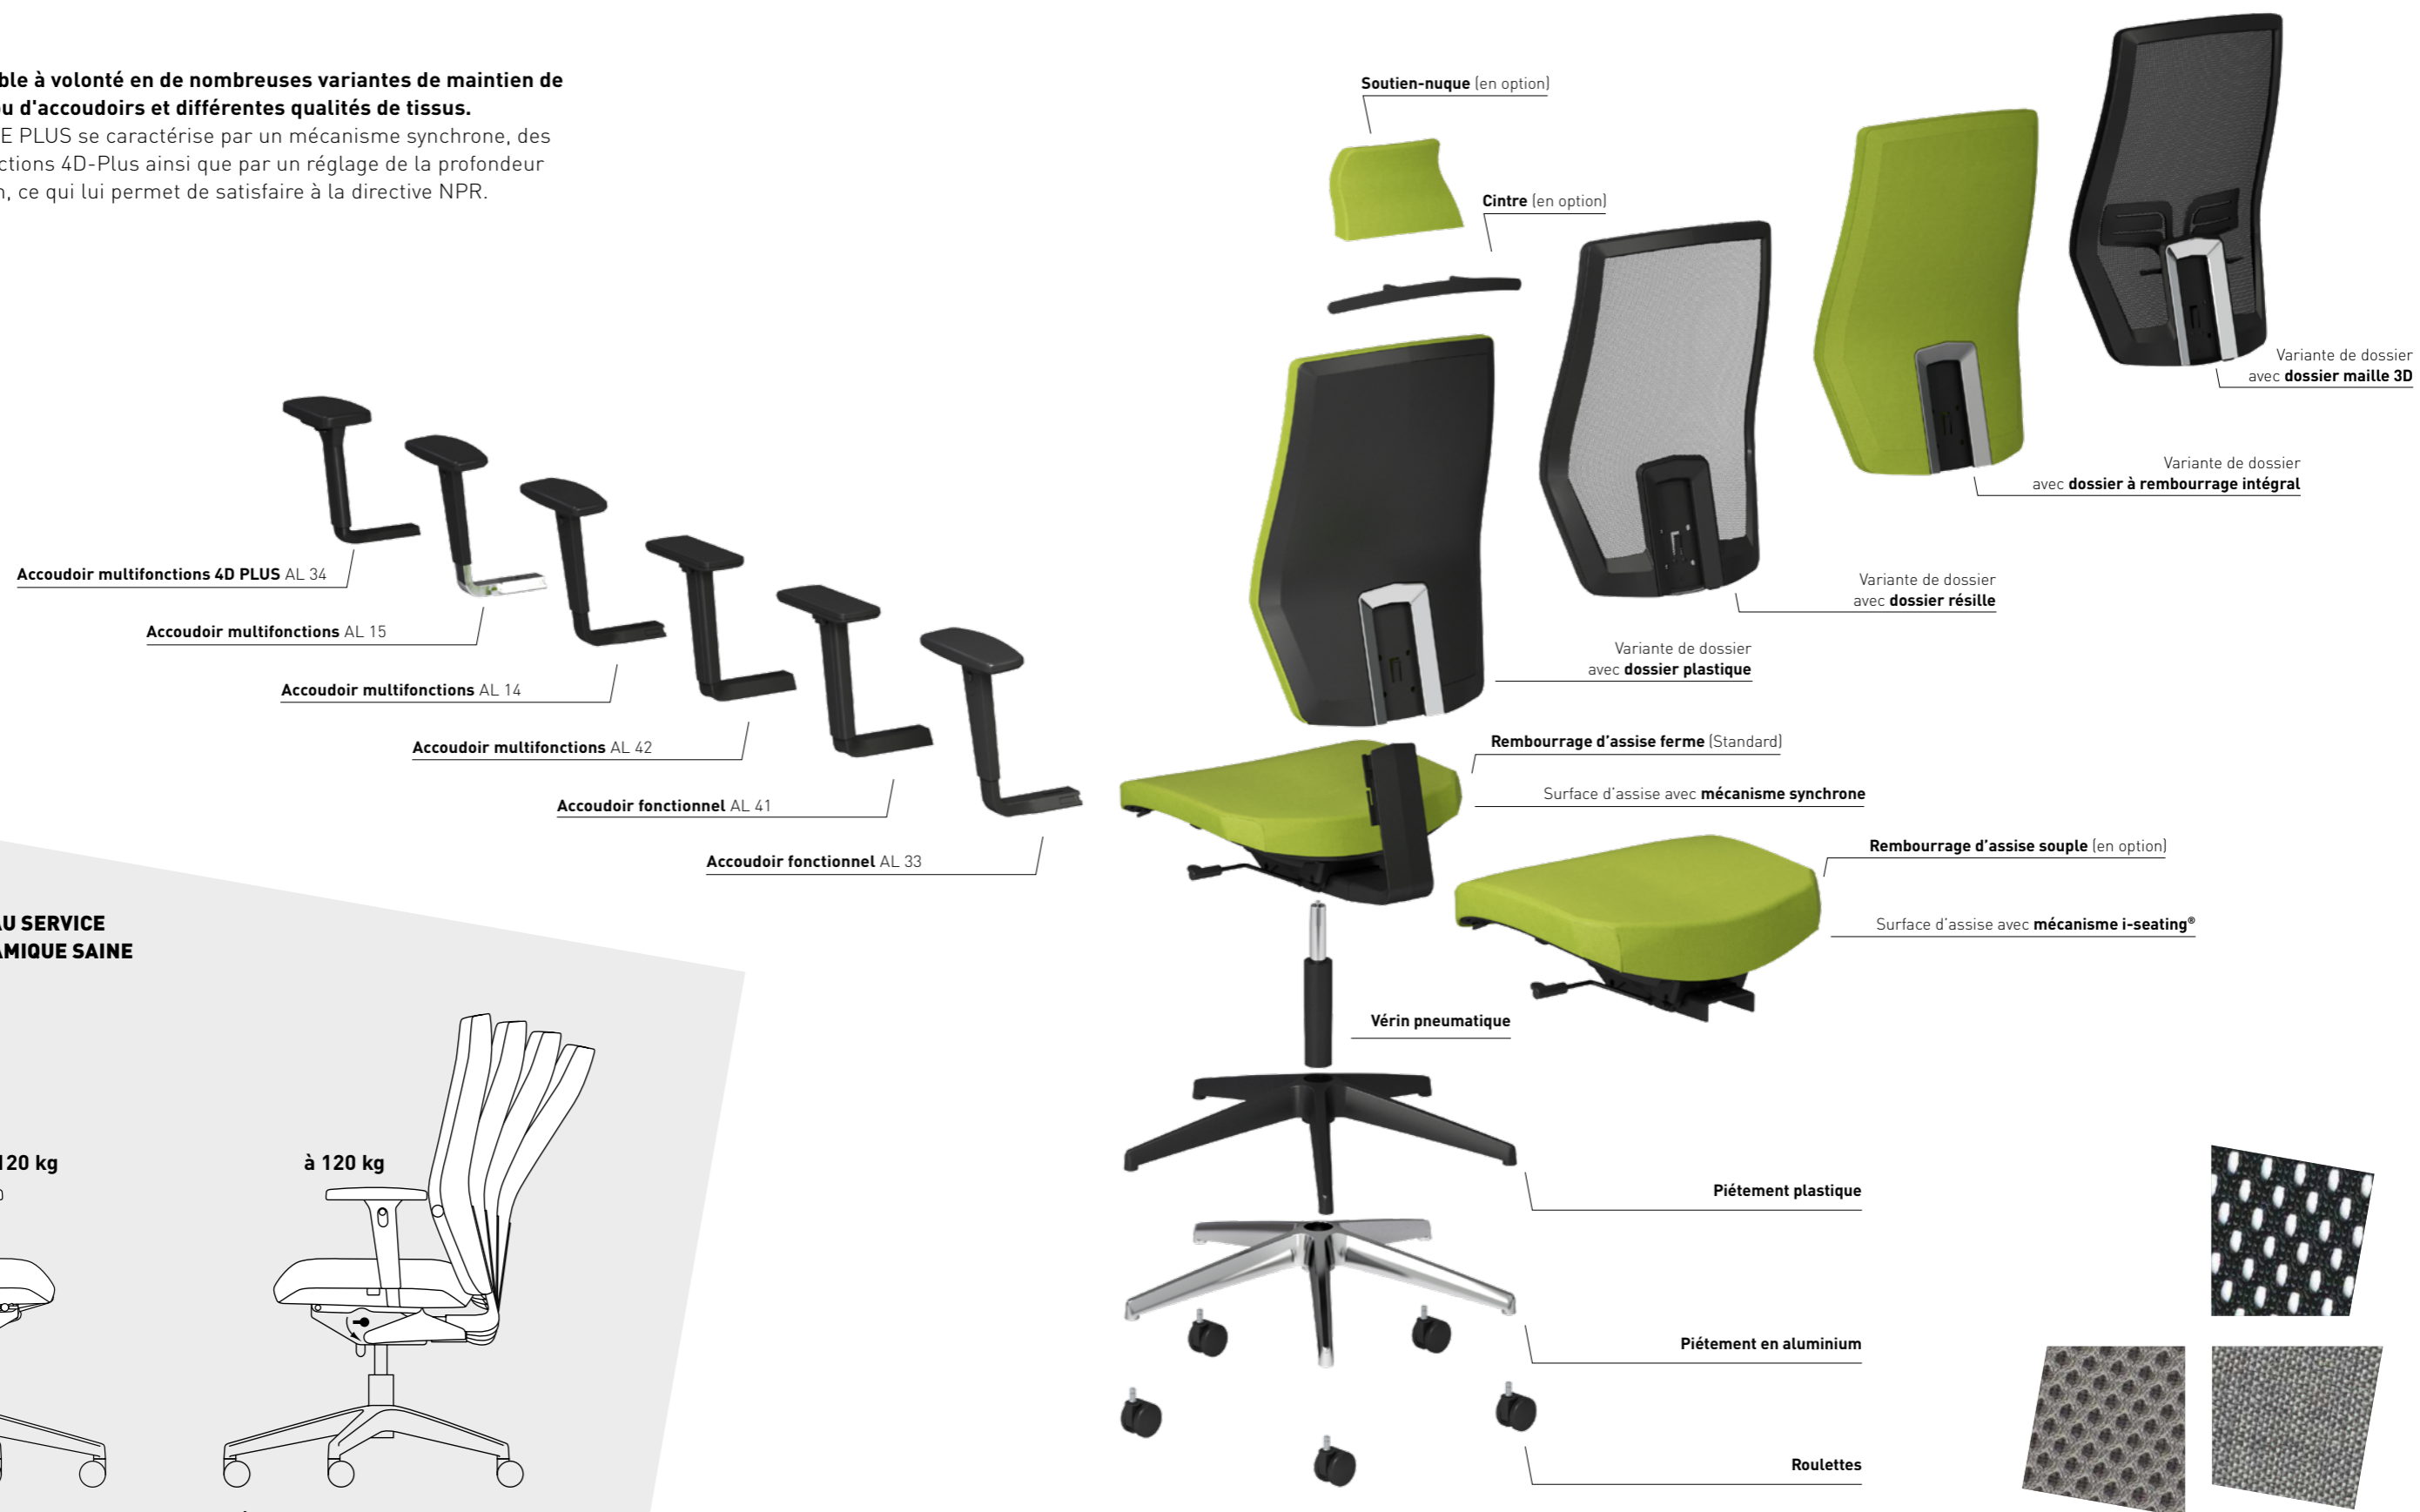 ble à volonté en de nombreuses variantes de maintien de
ou d'accoudoirs et différentes qualités de tissus.
E PLUS se caractérise par un mécanisme synchrone, des
ctions 4D-Plus ainsi que par un réglage de la profondeur
n, ce qui lui permet de satisfaire à la directive NPR.
Soutien-nuque (en option)
Cintre (en option)
Variante de dossier
avec dossier maille 3D
Variante de dossier
avec dossier à rembourrage intégral
Variante de dossier
avec dossier résille
Variante de dossier
avec dossier plastique
Accoudoir multifonctions 4D PLUS AL 34
Accoudoir multifonctions AL 15
Accoudoir multifonctions AL 14
Accoudoir multifonctions AL 42
Accoudoir fonctionnel AL 41
Accoudoir fonctionnel AL 33
Rembourrage d'assise ferme (Standard)
Surface d'assise avec mécanisme synchrone
Rembourrage d'assise souple (en option)
Surface d'assise avec mécanisme i-seating®
Vérin pneumatique
Piétement plastique
Piétement en aluminium
Roulettes
AU SERVICE
AMIQUE SAINE
120 kg
à 120 kg